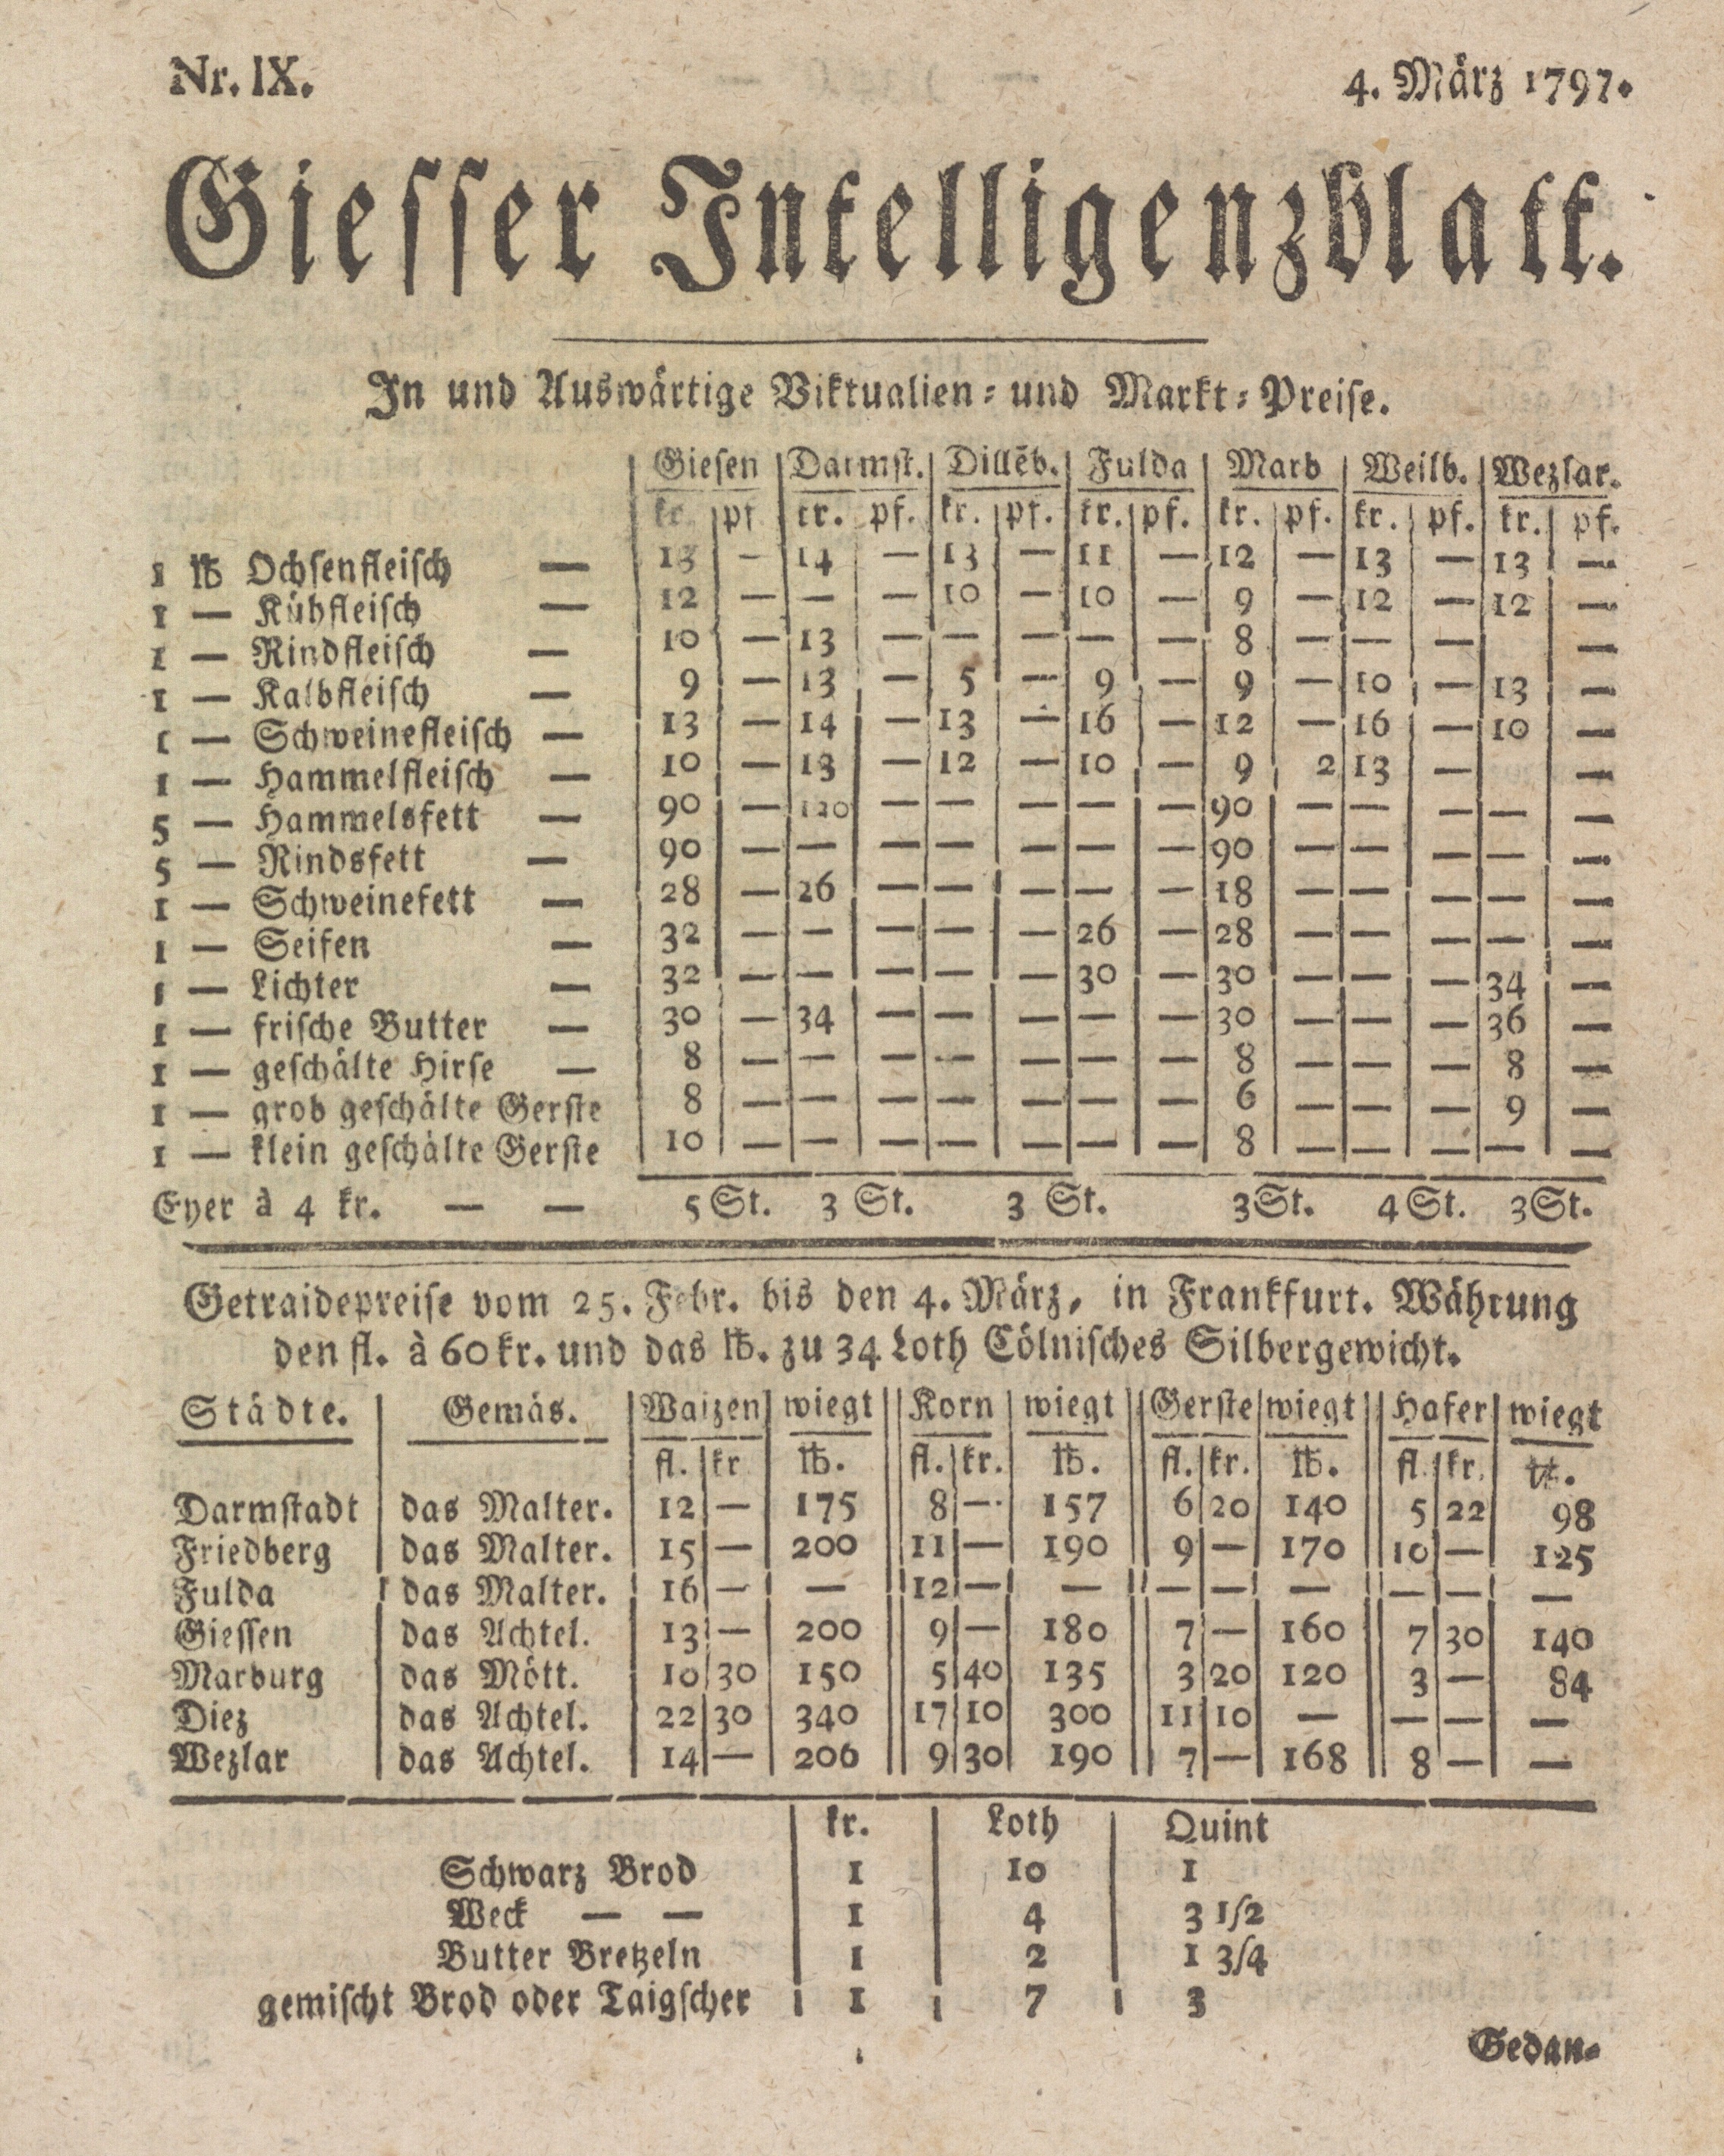 Nr. IX. 4. März 1797.
Giesser Intelligenzblatt.
In und Auswärtige Viktualien- und Markt-Preise.
Giesen Darmst. Dillēb. Fulda Marb Weilb. Wezlar.
kr. pf kr. pf. kr. pf. kr. pf. kr. pf. kr. pf. kr. pf.
1 ℔ Ochsenfleisch — 13 — 14 — 13 — 11 — 12 — 13 — 13 —
1 — Kühfleisch — 12 — — — 10 — 10 — 9 — 12 — 12 —
1 — Rindfleisch — 10 — 13 — — — — — 8 — — — —
1 — Kalbfleisch — 9 — 13 — 5 — 9 — 9 — 10 — 13 —
1 — Schweinefleisch — 13 — 14 — 13 — 16 — 12 — 16 — 10 —
1 — Hammelfleisch — 10 — 13 — 12 — 10 — 9 2 13 — —
5 — Hammelsfett — 90 — 120 — — — — — 90 — — — — —
5 — Rindsfett — 90 — — — — — — — 90 — — — — —
1 — Schweinefett — 28 — 26 — — — — — 18 — — — — —
1 — Seifen — 32 — — — — — 26 — 28 — — — — —
1 — Lichter — 32 — — — — — 30 — 30 — — — 34 —
1 — frische Butter — 30 — 34 — — — — — 30 — — — 36 —
1 — geschälte Hirse — 8 — — — — — — — 8 — — — 8 —
1 — grob geschälte Gerste 8 — — — — — — — 6 — — — 9 —
1 — klein geschälte Gerste 10 — — — — — — — 8 — — — — —
Eyer à 4 kr. — — 5 St. 3 St. 3 St. 3 St. 4 St. 3 St.
Getraidepreise vom 25. Febr. bis den 4. März, in Frankfurt. Währung
den fl. à 60 kr. und das ℔. zu 34 Loth Cölnisches Silbergewicht.
Städte. Gemäs. Waizen wiegt Korn wiegt Gerste wiegt Hafer wiegt
fl. kr ℔. fl. kr. ℔. fl. kr. ℔. fl. kr. ℔.
Darmstadt das Malter. 12 — 175 8 — 157 6 20 140 5 22 98
Friedberg das Malter. 15 — 200 11 — 190 9 — 170 10 — 125
Fulda das Malter. 16 — — 12 — — — — — — — —
Giessen das Achtel. 13 — 200 9 — 180 7 — 160 7 30 140
Marburg das Mött. 10 30 150 5 40 135 3 20 120 3 — 84
Diez das Achtel. 22 30 340 17 10 300 11 10 — — — —
Wezlar das Achtel. 14 — 206 9 30 190 7 — 168 8 — —
kr. Loth Quint
Schwarz Brod 1 10 1
Weck — — 1 4 3 1/2
Butter Bretzeln 1 2 1 3/4
gemischt Brod oder Taigscher 1 7 3
Gedan-